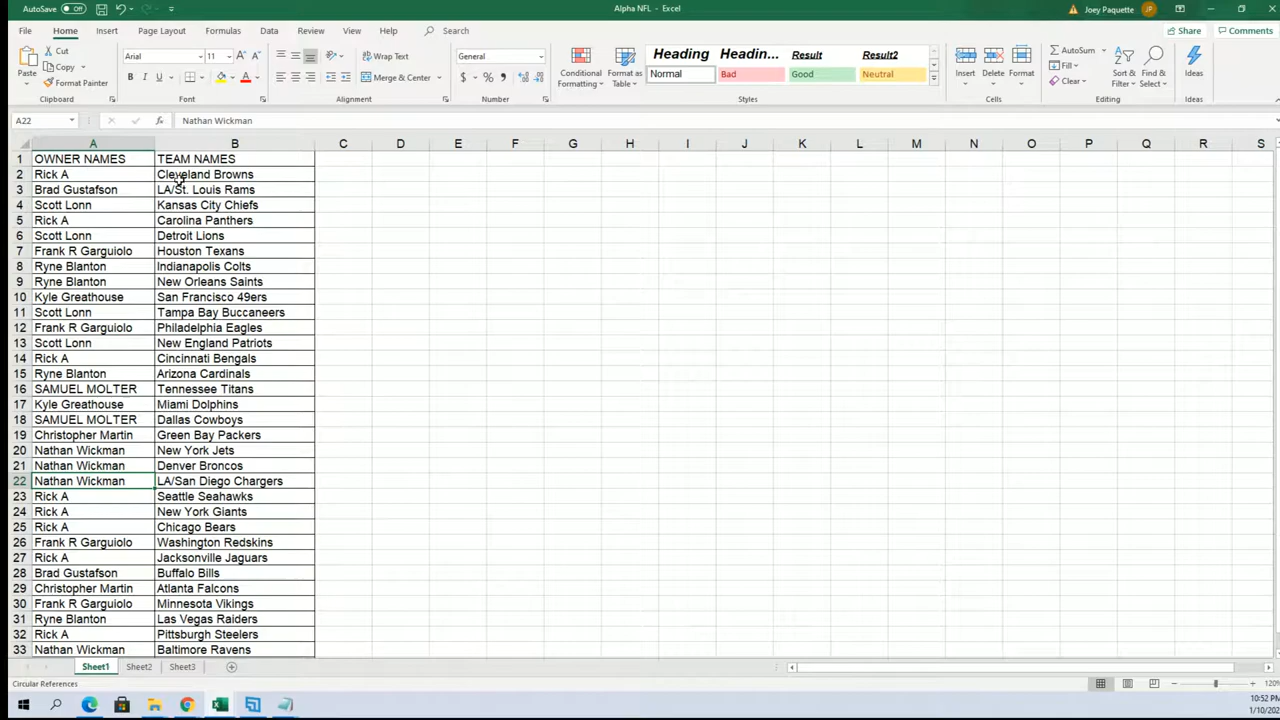 AutoSave Off Alpha NFL - Excel Joey Paquette JP
File Home Insert Page Layout Formulas Data Review View Help Search Share Comments
Cut Arial 11 Wrap Text General Heading Headin... Result Result2 AutoSum
Copy Fill
Paste Format Painter B I U Merge & Center $ % Conditional Formatting Format as Table Normal Bad Good Neutral Insert Delete Format Clear Sort & Filter Find & Select Ideas
Clipboard Font Alignment Number Styles Cells Editing Ideas
A22 fx Nathan Wickman
A B C D E F G H I J K L M N O P Q R S
1 OWNER NAMES TEAM NAMES
2 Rick A Cleveland Browns
3 Brad Gustafson LA/St. Louis Rams
4 Scott Lonn Kansas City Chiefs
5 Rick A Carolina Panthers
6 Scott Lonn Detroit Lions
7 Frank R Garguiolo Houston Texans
8 Ryne Blanton Indianapolis Colts
9 Ryne Blanton New Orleans Saints
10 Kyle Greathouse San Francisco 49ers
11 Scott Lonn Tampa Bay Buccaneers
12 Frank R Garguiolo Philadelphia Eagles
13 Scott Lonn New England Patriots
14 Rick A Cincinnati Bengals
15 Ryne Blanton Arizona Cardinals
16 SAMUEL MOLTER Tennessee Titans
17 Kyle Greathouse Miami Dolphins
18 SAMUEL MOLTER Dallas Cowboys
19 Christopher Martin Green Bay Packers
20 Nathan Wickman New York Jets
21 Nathan Wickman Denver Broncos
22 Nathan Wickman LA/San Diego Chargers
23 Rick A Seattle Seahawks
24 Rick A New York Giants
25 Rick A Chicago Bears
26 Frank R Garguiolo Washington Redskins
27 Rick A Jacksonville Jaguars
28 Brad Gustafson Buffalo Bills
29 Christopher Martin Atlanta Falcons
30 Frank R Garguiolo Minnesota Vikings
31 Ryne Blanton Las Vegas Raiders
32 Rick A Pittsburgh Steelers
33 Nathan Wickman Baltimore Ravens
Sheet1 Sheet2 Sheet3
Circular References 120%
10:52 PM